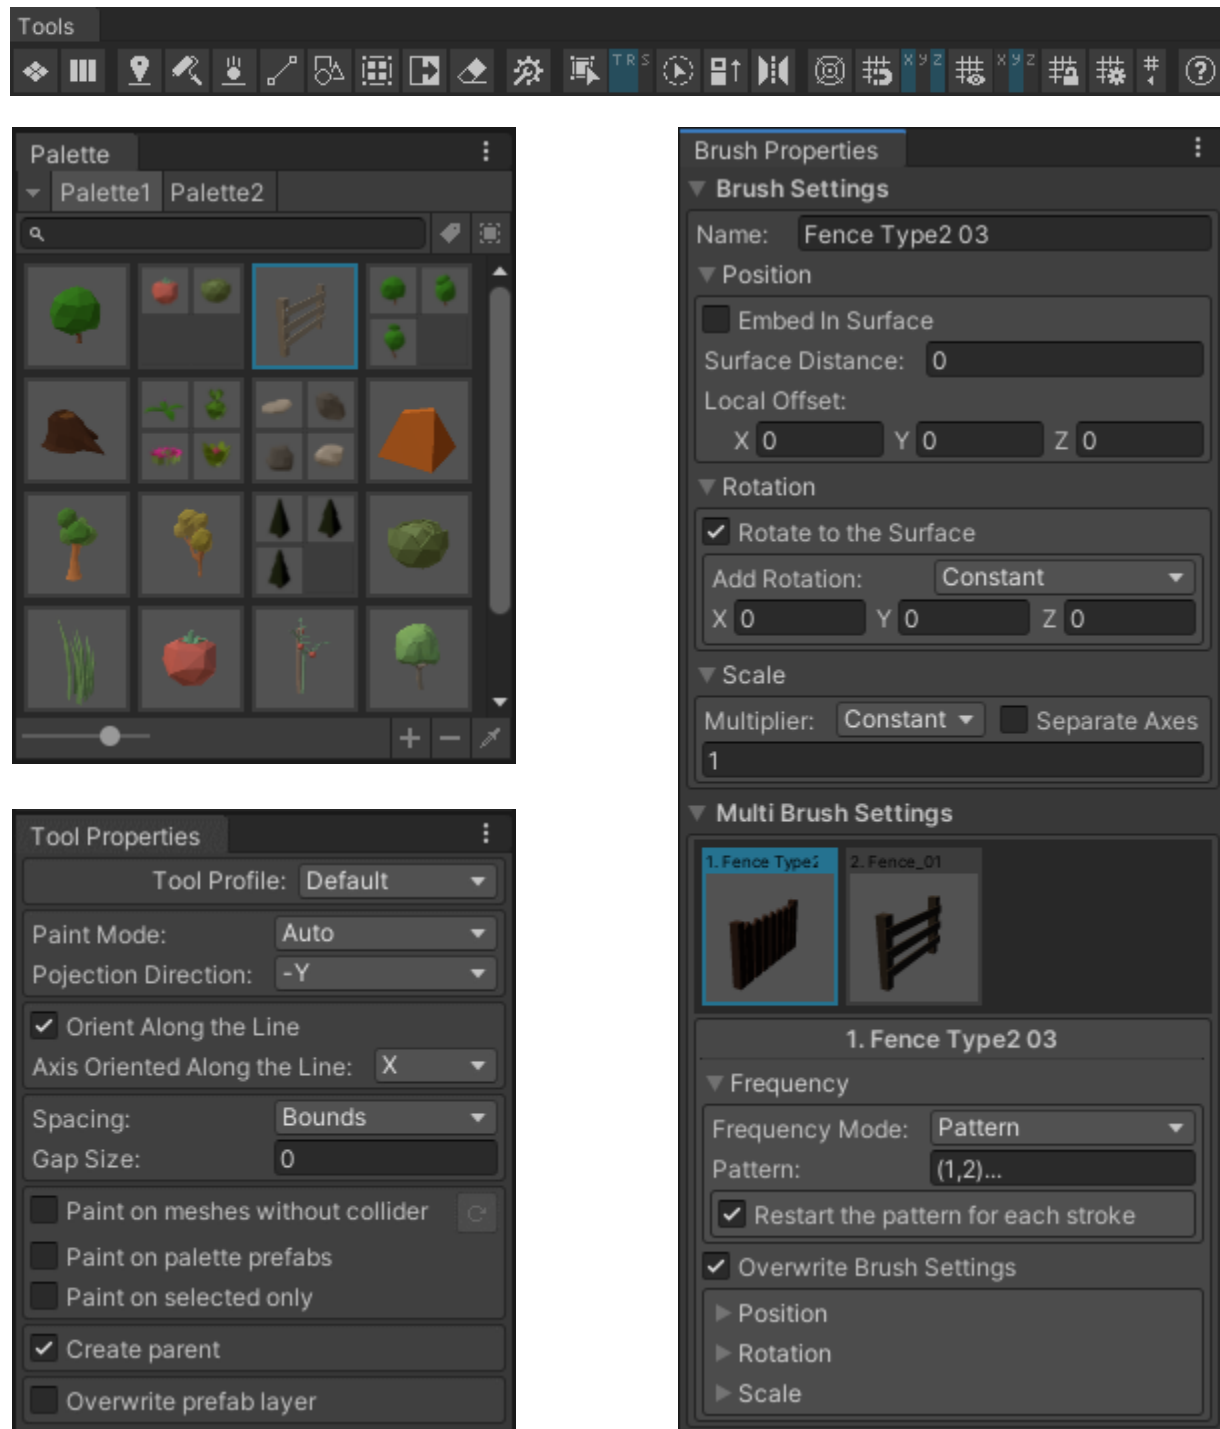 Tools
T R S
X y Z
X y Z
Palette
Palette1 Palette2
Tool Properties
Tool Profile: Default
Paint Mode: Auto
Pojection Direction: -Y
Orient Along the Line
Axis Oriented Along the Line: X
Spacing: Bounds
Gap Size: 0
Paint on meshes without collider
Paint on palette prefabs
Paint on selected only
Create parent
Overwrite prefab layer
Brush Properties
Brush Settings
Name: Fence Type2 03
Position
Embed In Surface
Surface Distance: 0
Local Offset:
X 0 Y 0 Z 0
Rotation
Rotate to the Surface
Add Rotation: Constant
X 0 Y 0 Z 0
Scale
Multiplier: Constant Separate Axes
1
Multi Brush Settings
1. Fence Type2 2. Fence_01
1. Fence Type2 03
Frequency
Frequency Mode: Pattern
Pattern: (1,2)...
Restart the pattern for each stroke
Overwrite Brush Settings
Position
Rotation
Scale